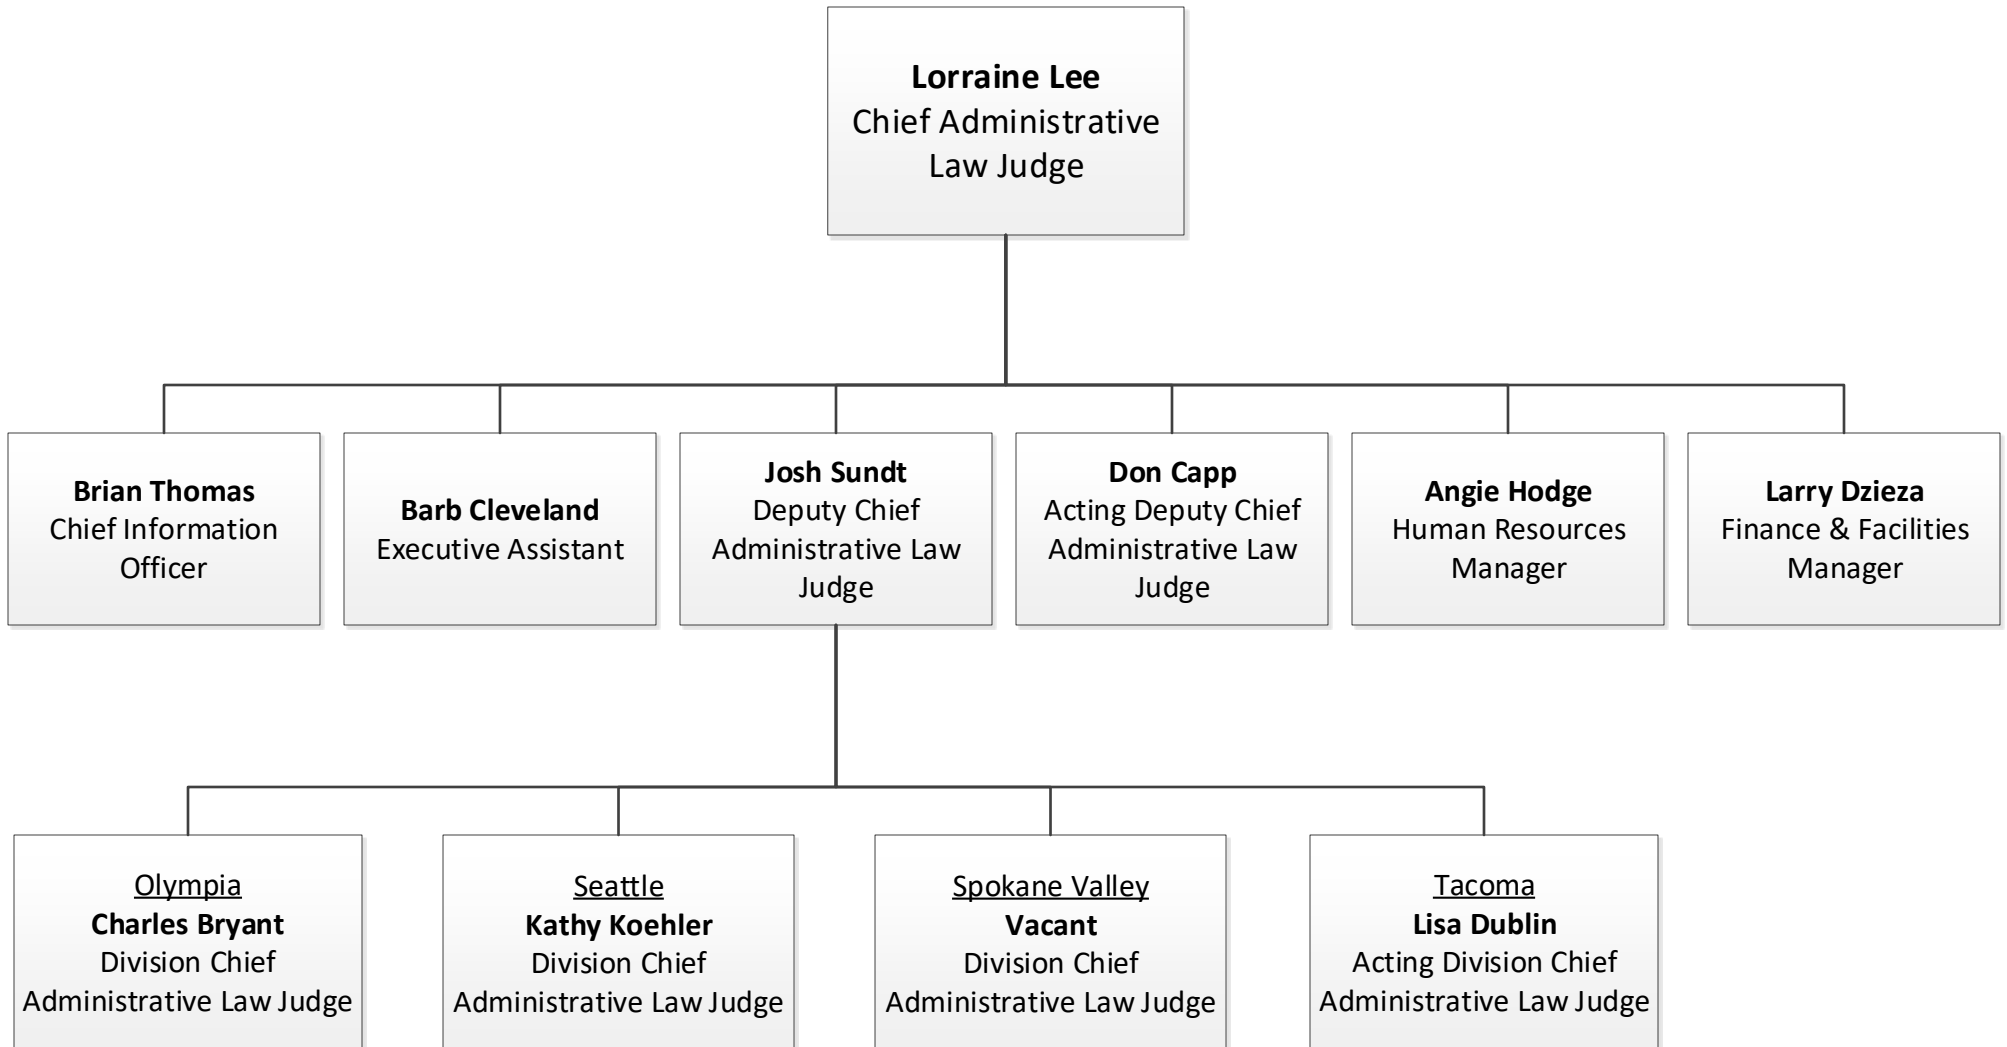 Lorraine Lee
Chief Administrative
Law Judge
Brian Thomas
Chief Information
Officer
Barb Cleveland
Executive Assistant
Josh Sundt
Deputy Chief
Administrative Law
Judge
Don Capp
Acting Deputy Chief
Administrative Law
Judge
Angie Hodge
Human Resources
Manager
Larry Dzieza
Finance & Facilities
Manager
Olympia
Charles Bryant
Division Chief
Administrative Law Judge
Seattle
Kathy Koehler
Division Chief
Administrative Law Judge
Spokane Valley
Vacant
Division Chief
Administrative Law Judge
Tacoma
Lisa Dublin
Acting Division Chief
Administrative Law Judge